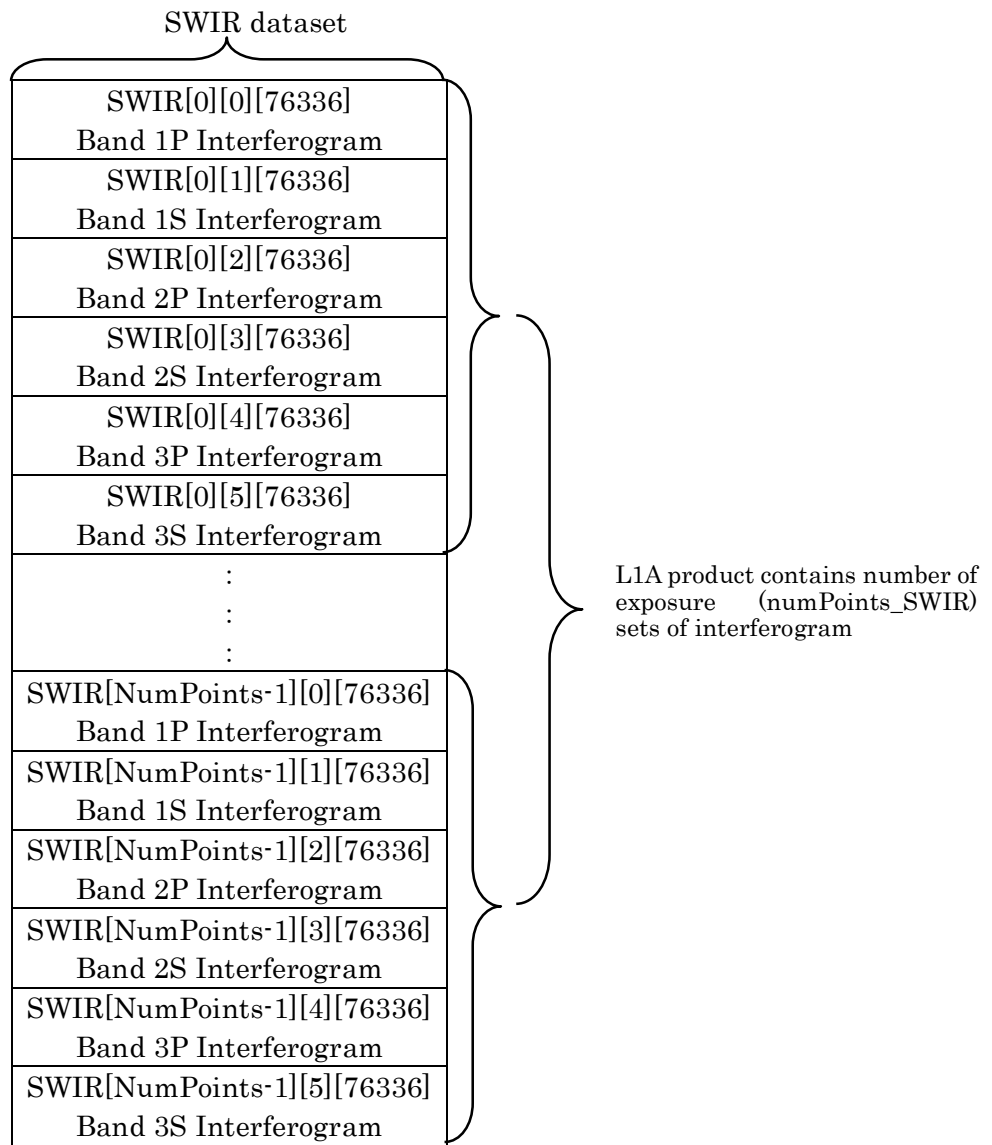 SWIR dataset
SWIR[0][0][76336]
Band 1P Interferogram
SWIR[0][1][76336]
Band 1S Interferogram
SWIR[0][2][76336]
Band 2P Interferogram
SWIR[0][3][76336]
Band 2S Interferogram
SWIR[0][4][76336]
Band 3P Interferogram
SWIR[0][5][76336]
Band 3S Interferogram
:
:
:
SWIR[NumPoints-1][0][76336]
Band 1P Interferogram
SWIR[NumPoints-1][1][76336]
Band 1S Interferogram
SWIR[NumPoints-1][2][76336]
Band 2P Interferogram
SWIR[NumPoints-1][3][76336]
Band 2S Interferogram
SWIR[NumPoints-1][4][76336]
Band 3P Interferogram
SWIR[NumPoints-1][5][76336]
Band 3S Interferogram
L1A product contains number of
exposure (numPoints_SWIR)
sets of interferogram